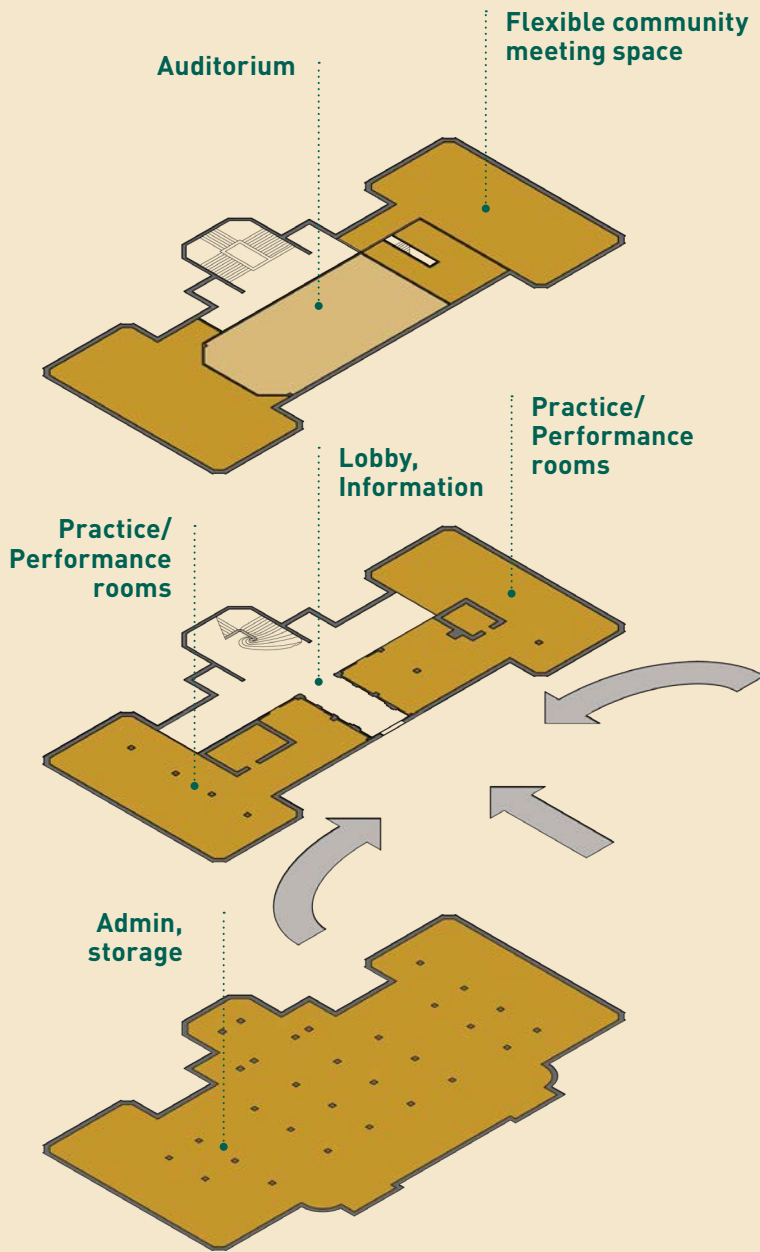 Flexible community
meeting space
Auditorium
Practice/
Performance
rooms
Lobby,
Information
Practice/
Performance
rooms
Admin,
storage